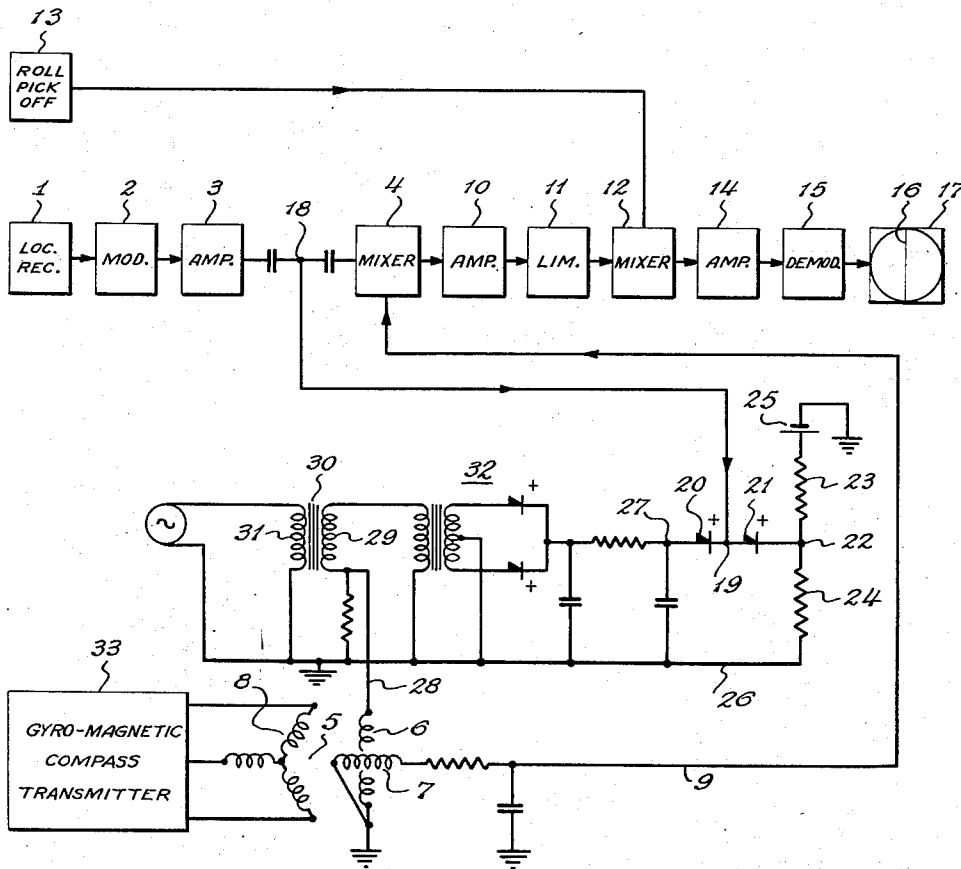 13
ROLL
PICK
OFF
1 2 3 18 4 10 11 12 14 15 16 17
LOC.
REC.
MOD.
AMP.
MIXER
AMP.
LIM.
MIXER
AMP.
DEMOD.
25
30 32 20 + 21 + 23
+
~ 31 29 27 19 22
+
24
33 28 26
8 5 6
GYRO-MAGNETIC
COMPASS
TRANSMITTER
7 9